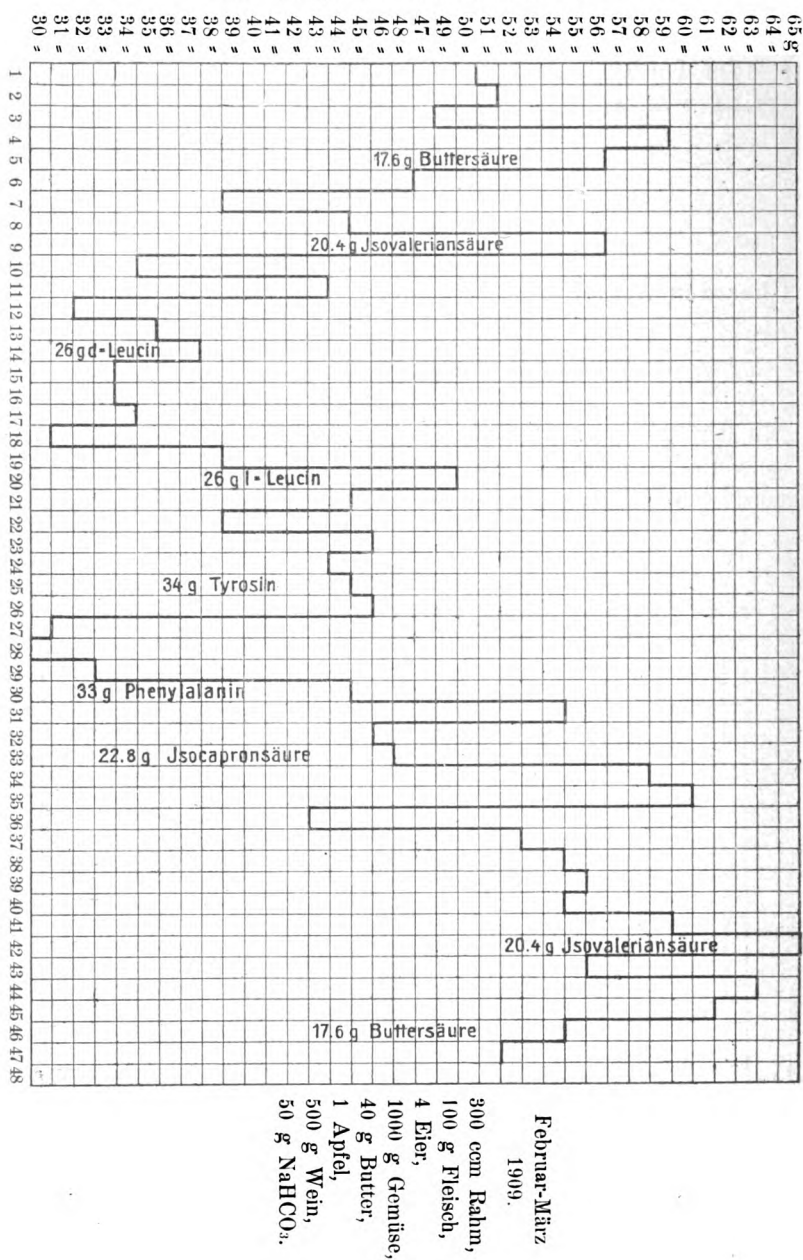 65 g
64 "
63 "
62 "
61 "
60 "
59 "
58 "
57 "
56 "
55 "
54 "
53 "
52 "
51 "
50 "
49 "
48 "
47 "
46 "
45 "
44 "
43 "
42 "
41 "
40 "
39 "
38 "
37 "
36 "
35 "
34 "
33 "
32 "
31 "
30 "
1 2 3 4 5 6 7 8 9 10 11 12 13 14 15 16 17 18 19 20 21 22 23 24 25 26 27 28 29 30 31 32 33 34 35 36 37 38 39 40 41 42 43 44 45 46 47 48
17.6 g Buttersäure
20.4 g Jsovaleriansäure
26 g d-Leucin
26 g l-Leucin
34 g Tyrosin
33 g Phenylalanin
22.8 g Jsocapronsäure
20.4 g Jsovaleriansäure
17.6 g Buttersäure
Februar-März
1909.
300 ccm Rahm,
100 g Fleisch,
4 Eier,
1000 g Gemüse,
40 g Butter,
1 Apfel,
500 g Wein,
50 g NaHCO₃.